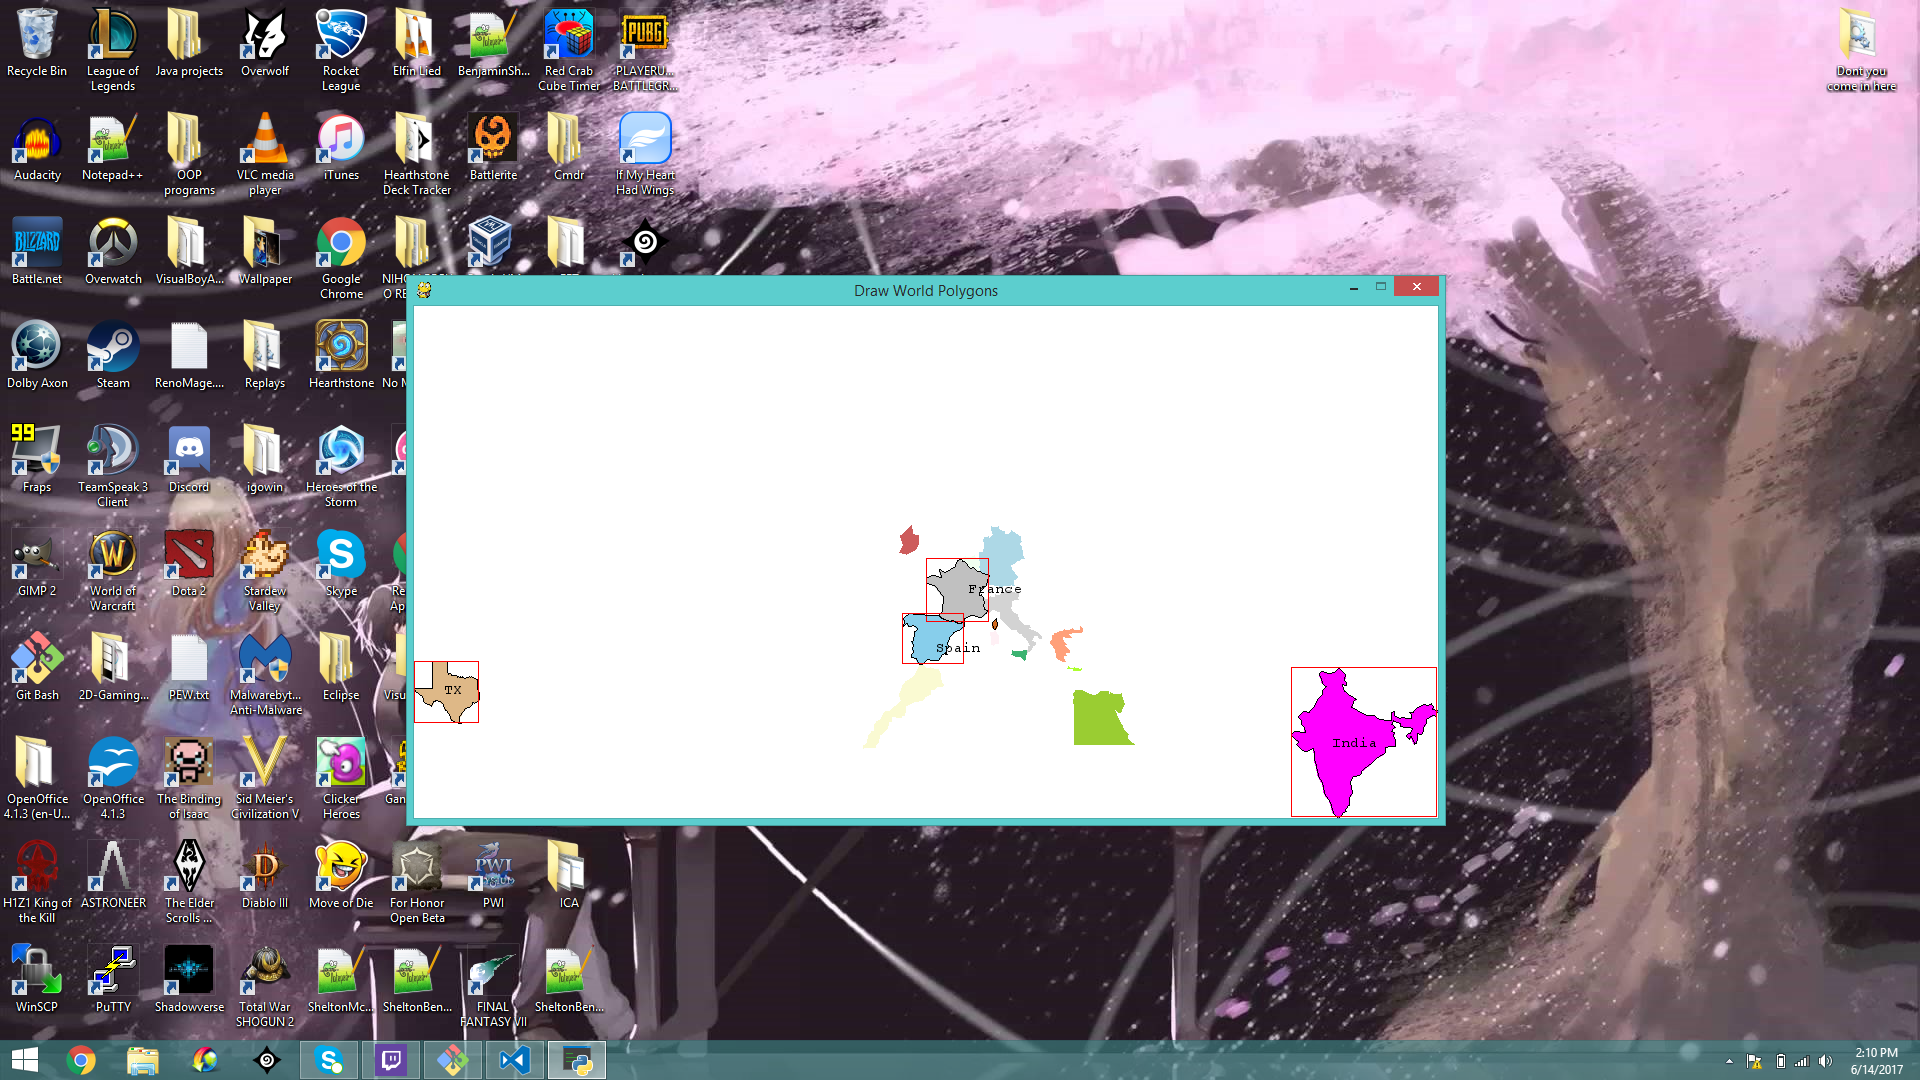 Recycle Bin
League of
Legends
Java projects
Overwolf
Rocket
League
Elfin Lied
BenjaminSh...
Red Crab
Cube Timer
PUBG
PLAYERU...
BATTLEGR...
Dont you
come in here
Audacity
Notepad++
OOP
programs
VLC media
player
iTunes
Hearthstone
Deck Tracker
Battlerite
Cmdr
If My Heart
Had Wings
BLIZZARD
Battle.net
Overwatch
VisualBoyA...
Wallpaper
Google
Chrome
Draw World Polygons
Dolby Axon
Steam
RenoMage....
Replays
Hearthstone
99
Fraps
TeamSpeak 3
Client
Discord
igowin
Heroes of the
Storm
GIMP 2
World of
Warcraft
Dota 2
Stardew
Valley
Skype
France
Spain
TX
India
Git Bash
2D-Gaming...
PEW.txt
Malwarebyt...
Anti-Malware
Eclipse
OpenOffice
4.1.3 (en-U...
OpenOffice
4.1.3
The Binding
of Isaac
Sid Meier's
Civilization V
Clicker
Heroes
H1Z1 King of
the Kill
ASTRONEER
The Elder
Scrolls ...
Diablo III
Move or Die
For Honor
Open Beta
PWI
PWI
ICA
WinSCP
PuTTY
Shadowverse
Total War
SHOGUN 2
SheltonMc...
SheltonBen...
FINAL
FANTASY VII
SheltonBen...
2:10 PM
6/14/2017